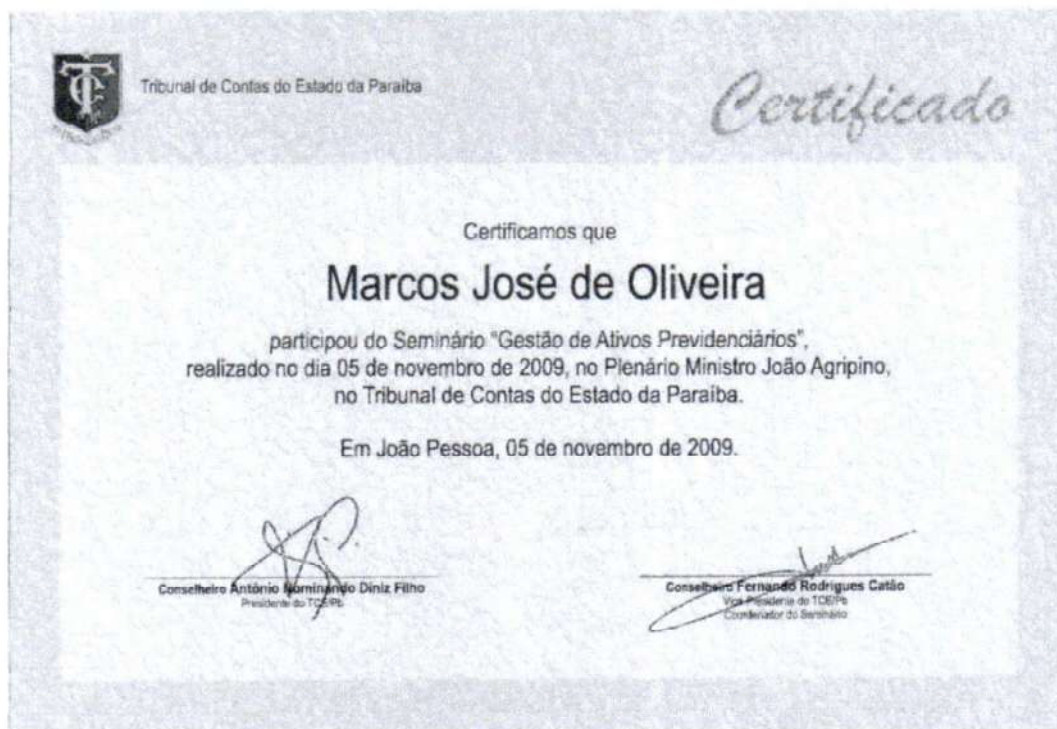 Tribunal de Contas do Estado da Paraíba
Certificado
Certificamos que
Marcos José de Oliveira
participou do Seminário "Gestão de Ativos Previdenciários",
realizado no dia 05 de novembro de 2009, no Plenário Ministro João Agripino,
no Tribunal de Contas do Estado da Paraíba.
Em João Pessoa, 05 de novembro de 2009.
Conselheiro Antônio Nominando Diniz Filho
Presidente do TCE/Pb
Conselheiro Fernando Rodrigues Catão
Vice Presidente do TCE/Pb
Coordenador do Seminário